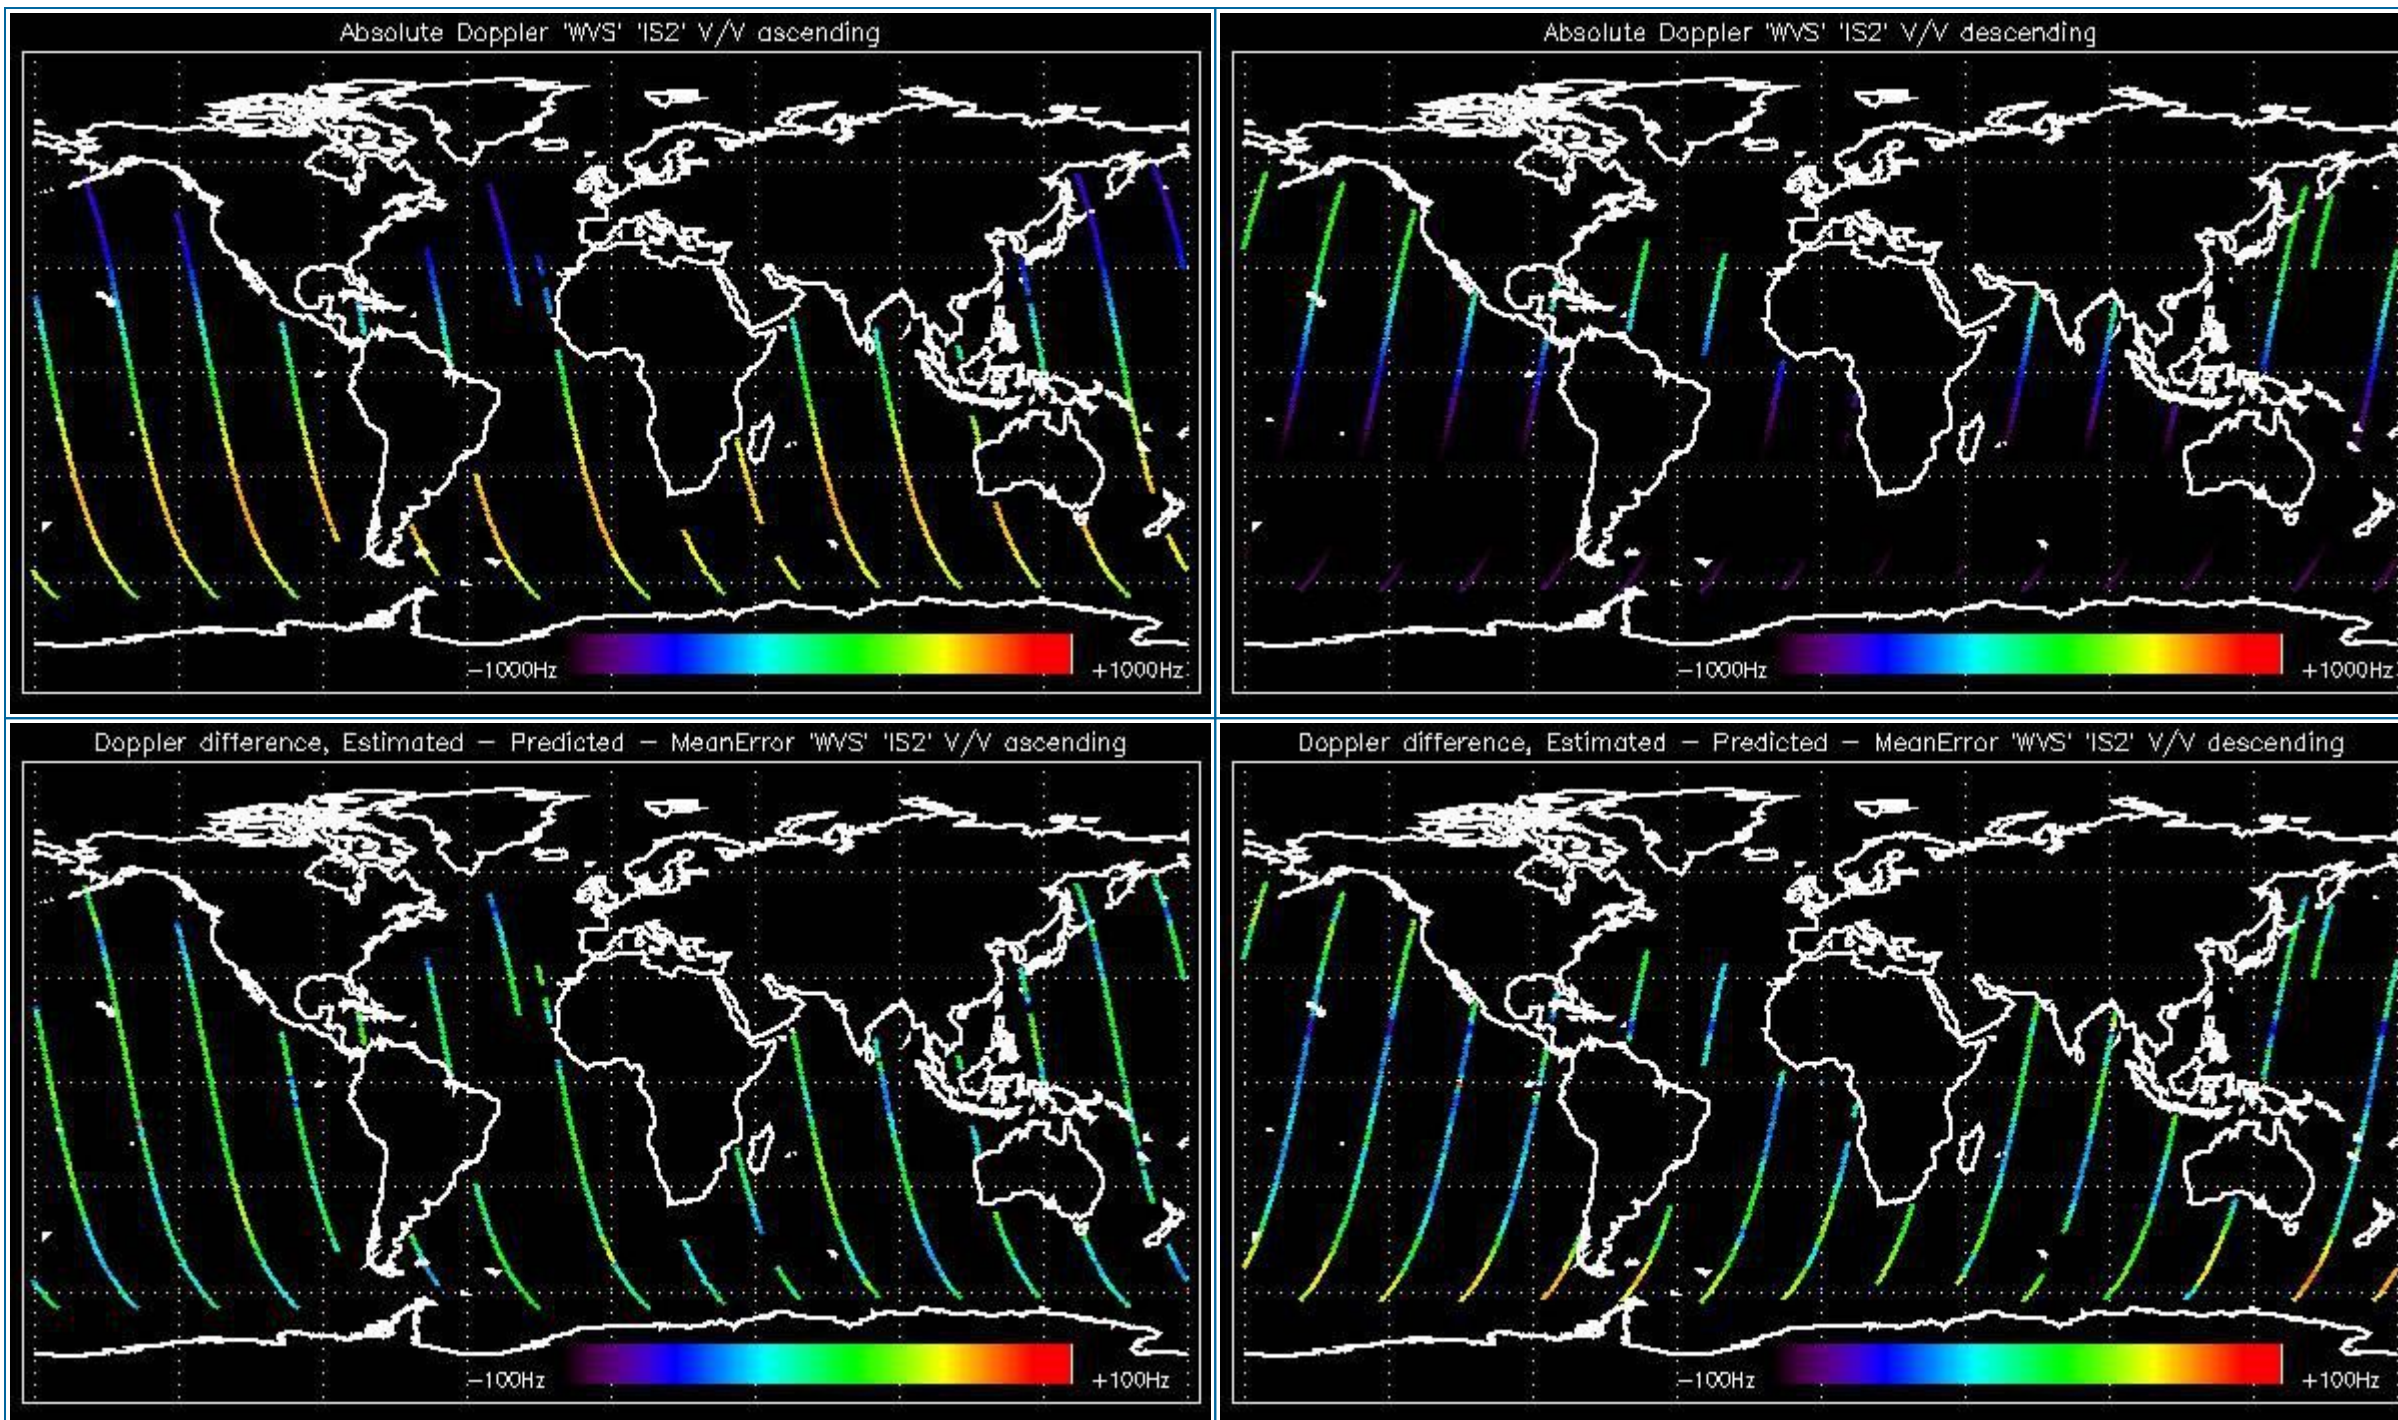 Absolute Doppler 'WVS' 'IS2' V/V ascending
-1000Hz +1000Hz
Absolute Doppler 'WVS' 'IS2' V/V descending
-1000Hz +1000Hz
Doppler difference, Estimated - Predicted - MeanError 'WVS' 'IS2' V/V ascending
-100Hz +100Hz
Doppler difference, Estimated - Predicted - MeanError 'WVS' 'IS2' V/V descending
-100Hz +100Hz